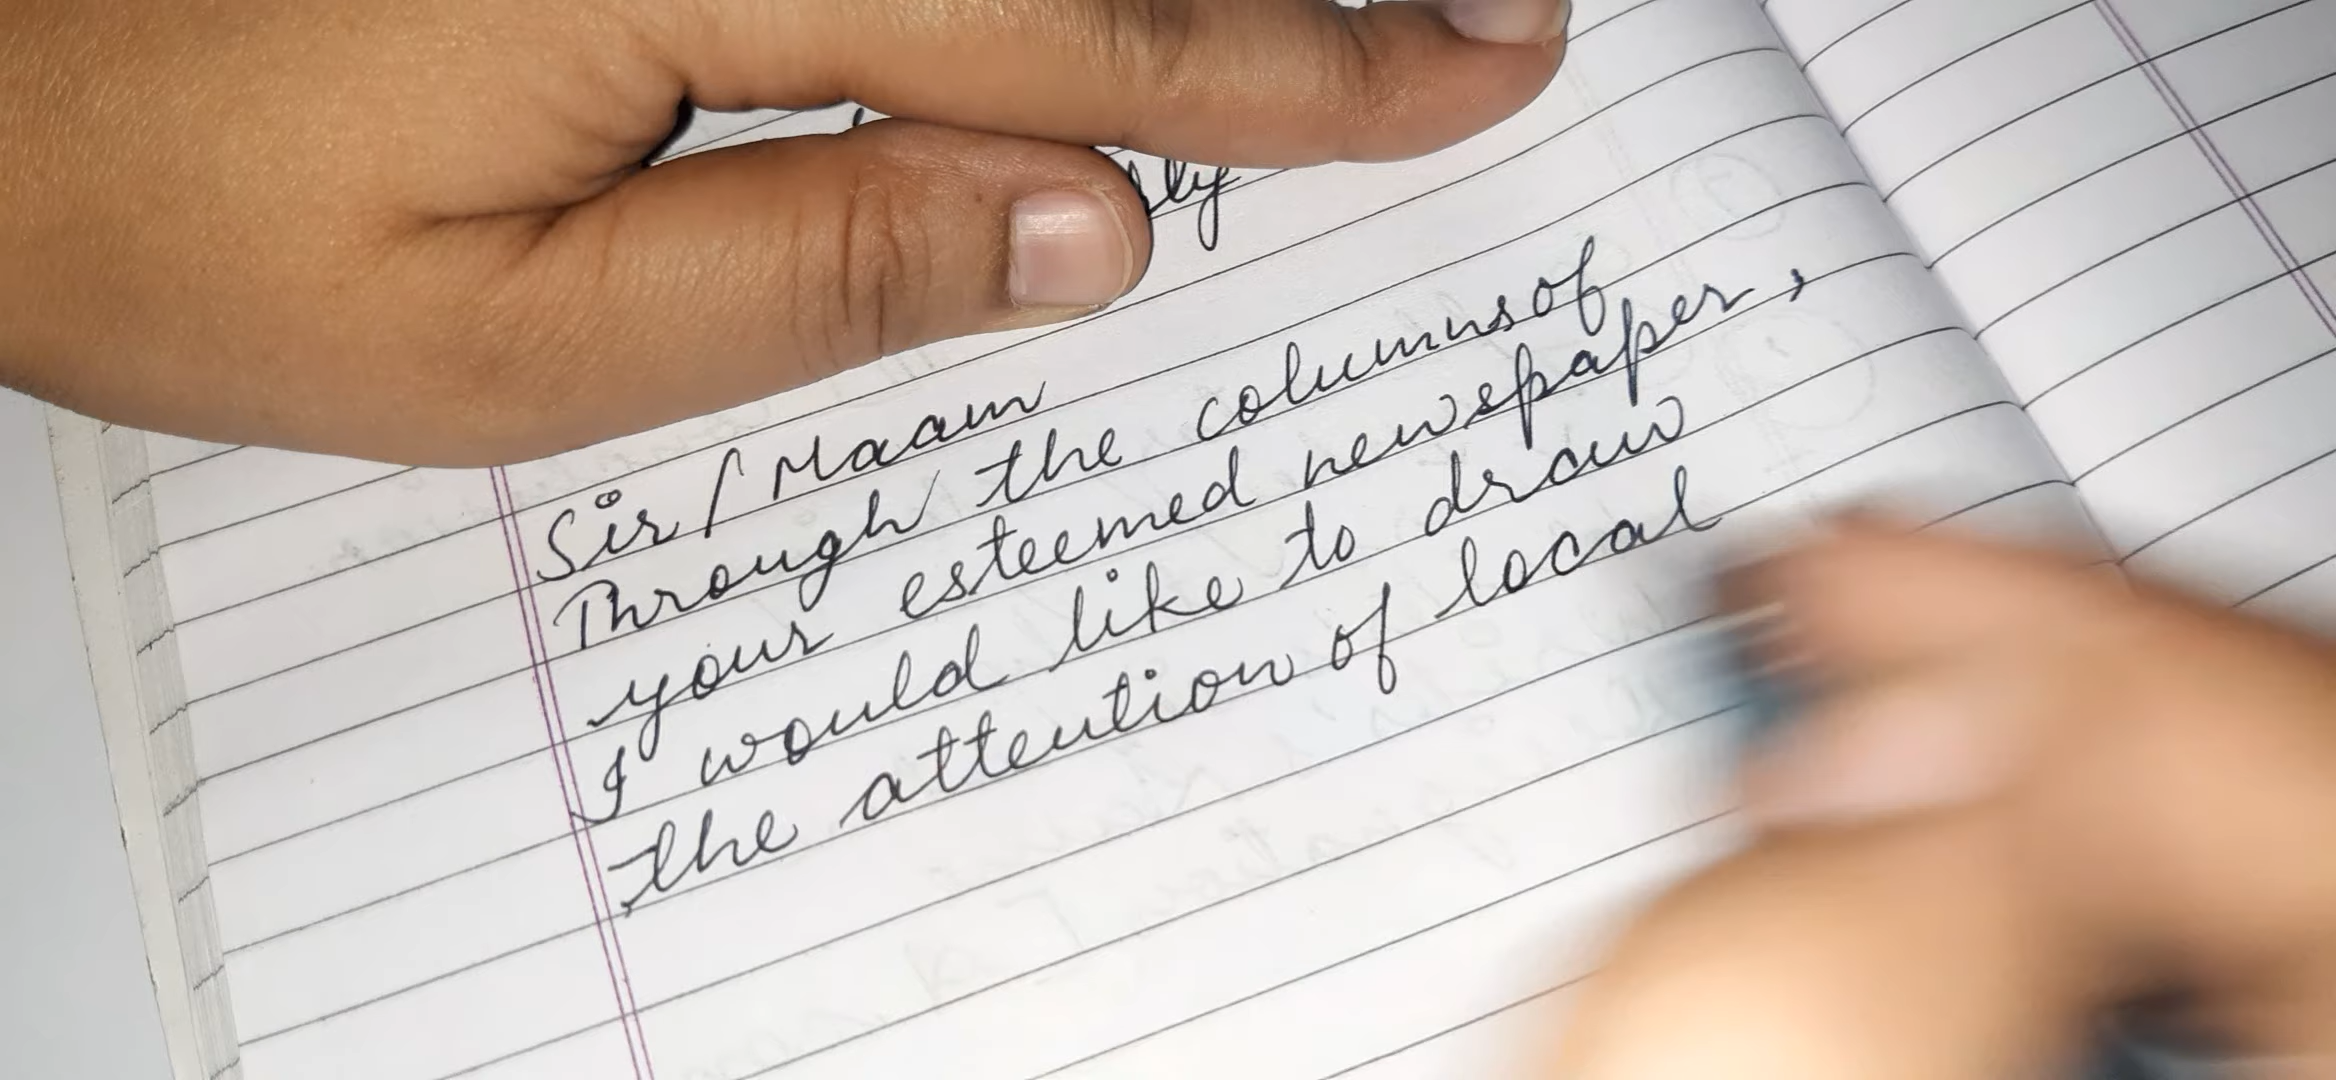 Sir/Maam
Through the columns of
your esteemed newspaper,
I would like to draw
the attention of local